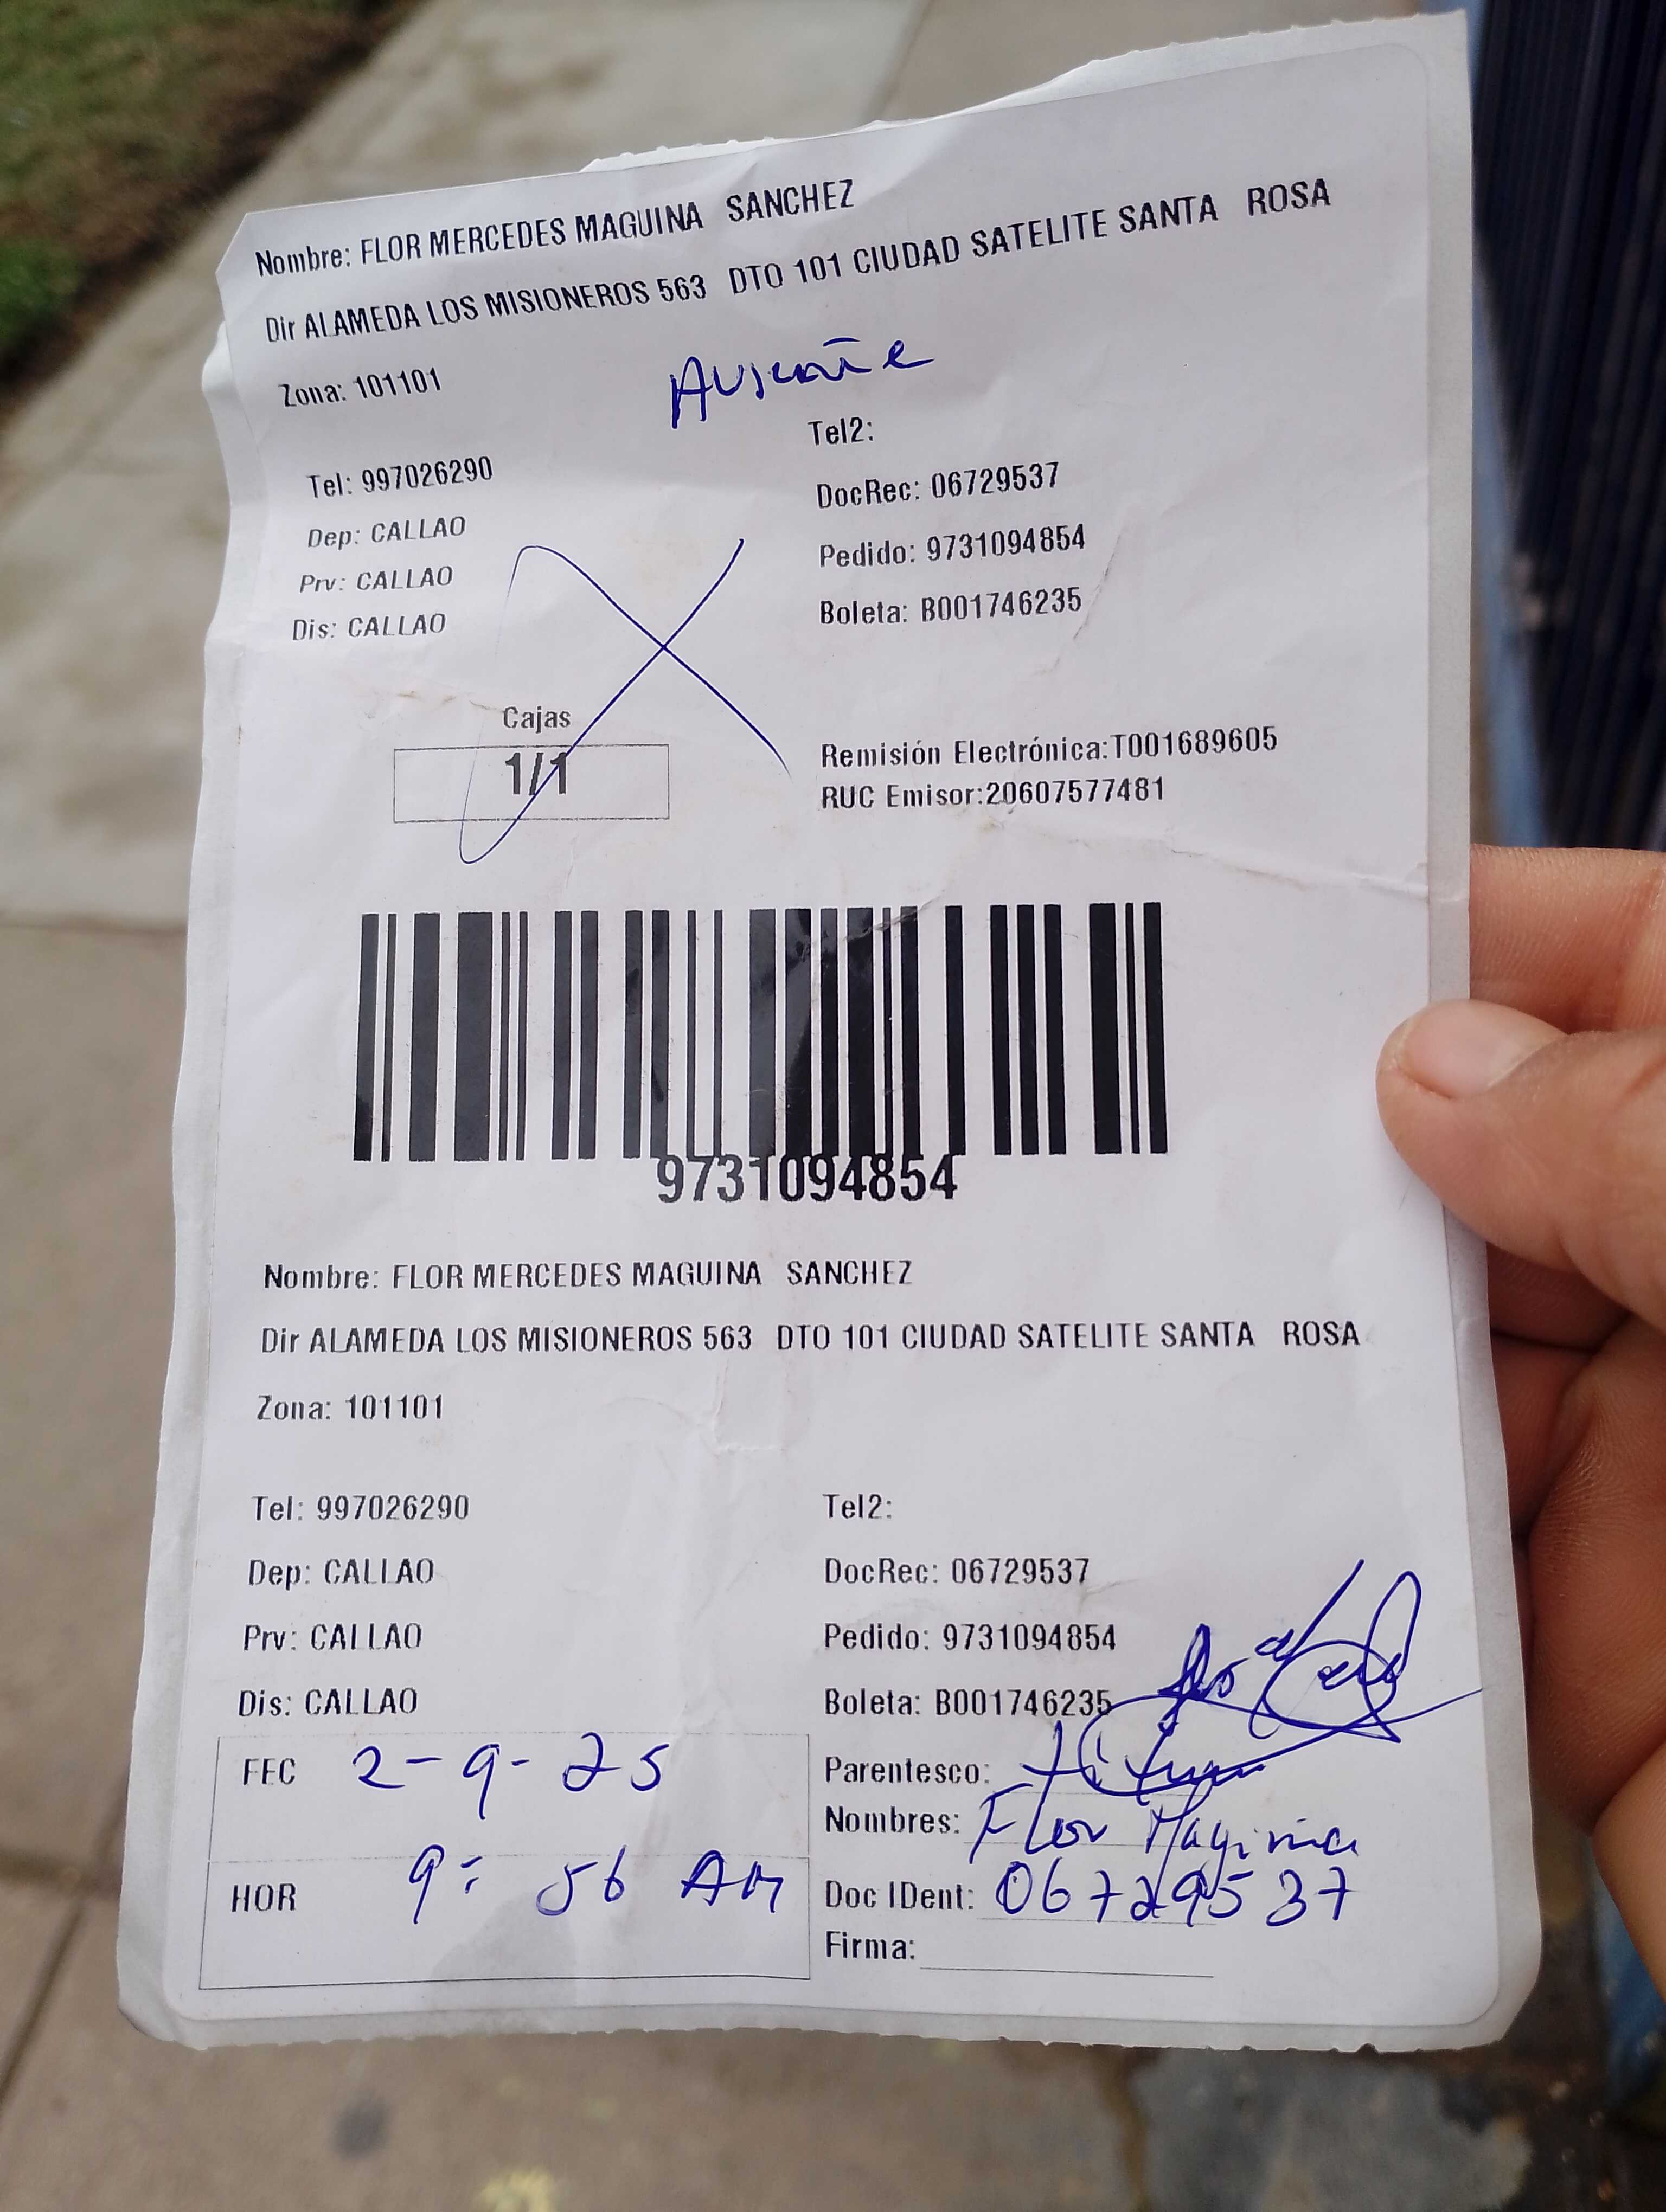 Nombre: FLOR MERCEDES MAGUINA SANCHEZ
Dir ALAMEDA LOS MISIONEROS 563 DTO 101 CIUDAD SATELITE SANTA ROSA
Zona: 101101
Ausente
Tel: 997026290
Tel2:
Dep: CALLAO
DocRec: 06729537
Prv: CALLAO
Pedido: 9731094854
Dis: CALLAO
Boleta: B001746235
Cajas
1/1
Remisión Electrónica:T001689605
RUC Emisor:20607577481
9731094854
Nombre: FLOR MERCEDES MAGUINA SANCHEZ
Dir ALAMEDA LOS MISIONEROS 563 DTO 101 CIUDAD SATELITE SANTA ROSA
Zona: 101101
Tel: 997026290
Tel2:
Dep: CALLAO
DocRec: 06729537
Prv: CALLAO
Pedido: 9731094854
Dis: CALLAO
Boleta: B001746235
FEC 2-9-25
Parentesco:
Nombres: Flor Maguina
HOR 9:56 AM
Doc IDent: 06729537
Firma: